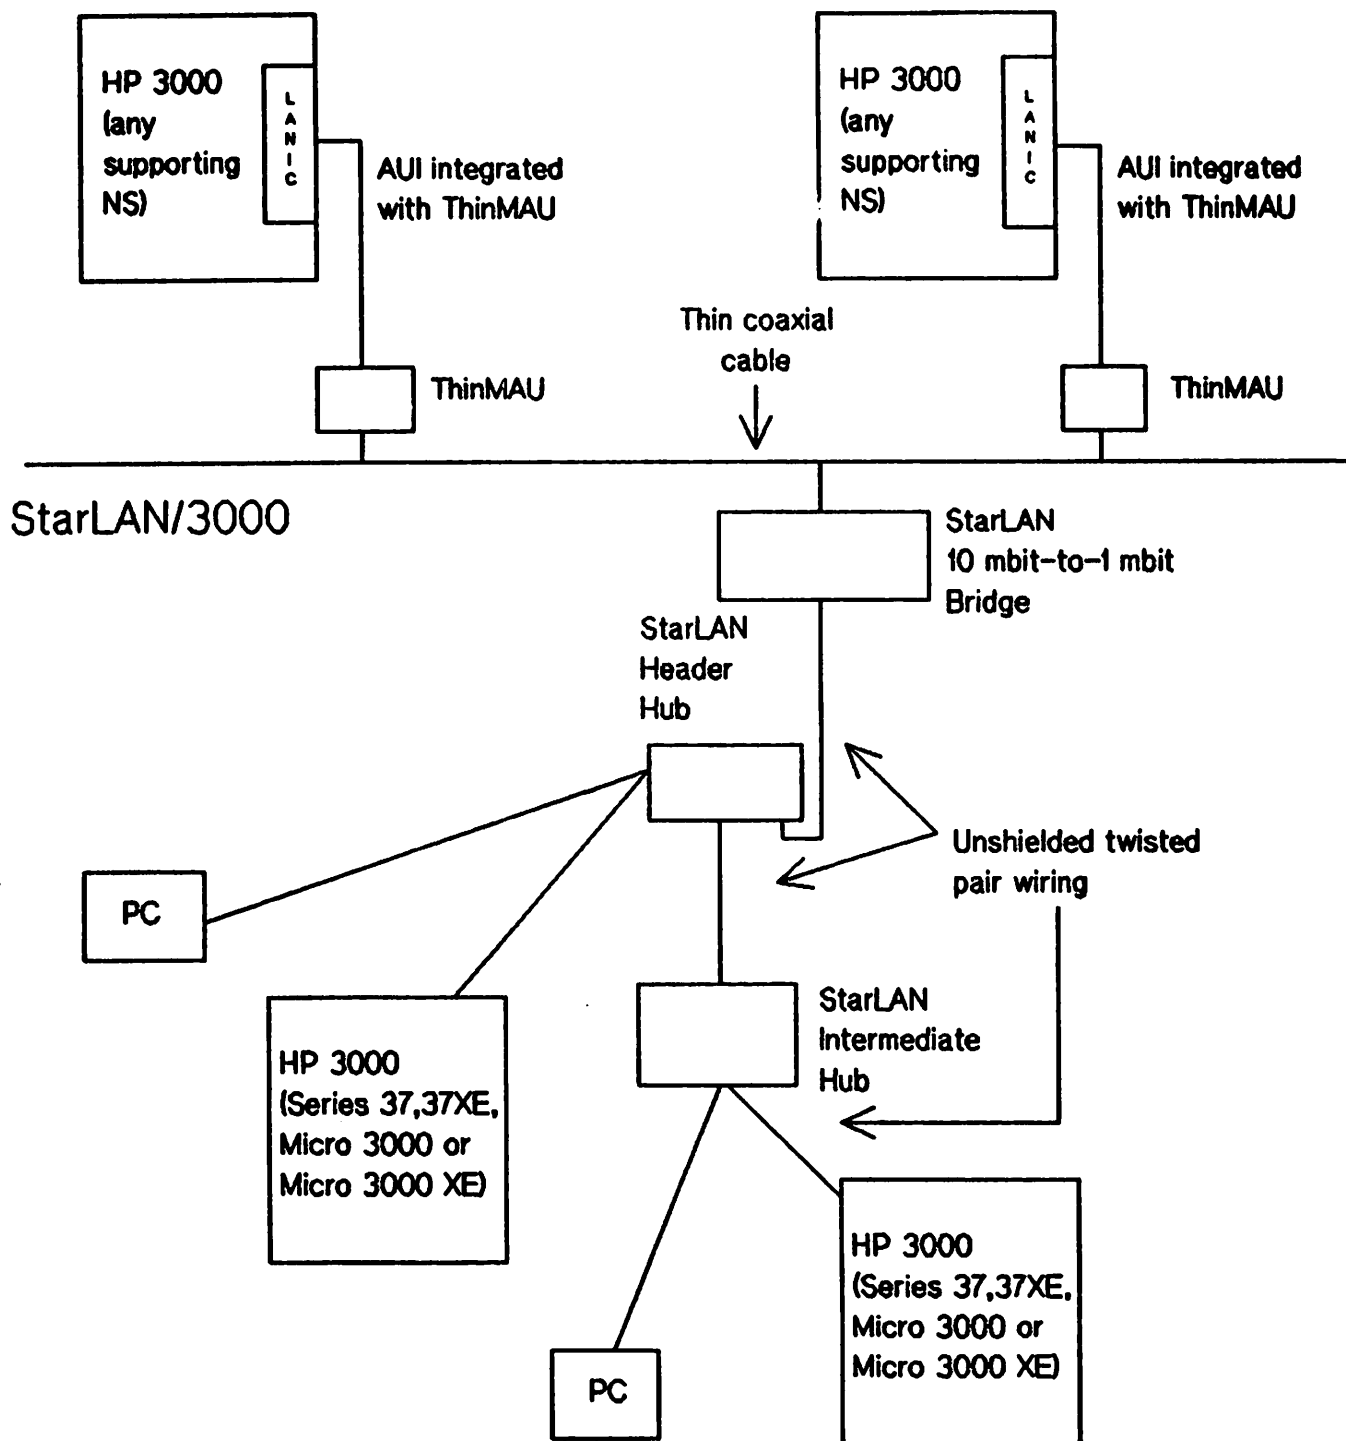 HP 3000
(any
supporting
NS)
LANIC
AUI integrated
with ThinMAU
HP 3000
(any
supporting
NS)
LANIC
AUI integrated
with ThinMAU
Thin coaxial
cable
ThinMAU
ThinMAU
StarLAN/3000
StarLAN
10 mbit-to-1 mbit
Bridge
StarLAN
Header
Hub
Unshielded twisted
pair wiring
PC
StarLAN
Intermediate
Hub
HP 3000
(Series 37,37XE,
Micro 3000 or
Micro 3000 XE)
HP 3000
(Series 37,37XE,
Micro 3000 or
Micro 3000 XE)
PC